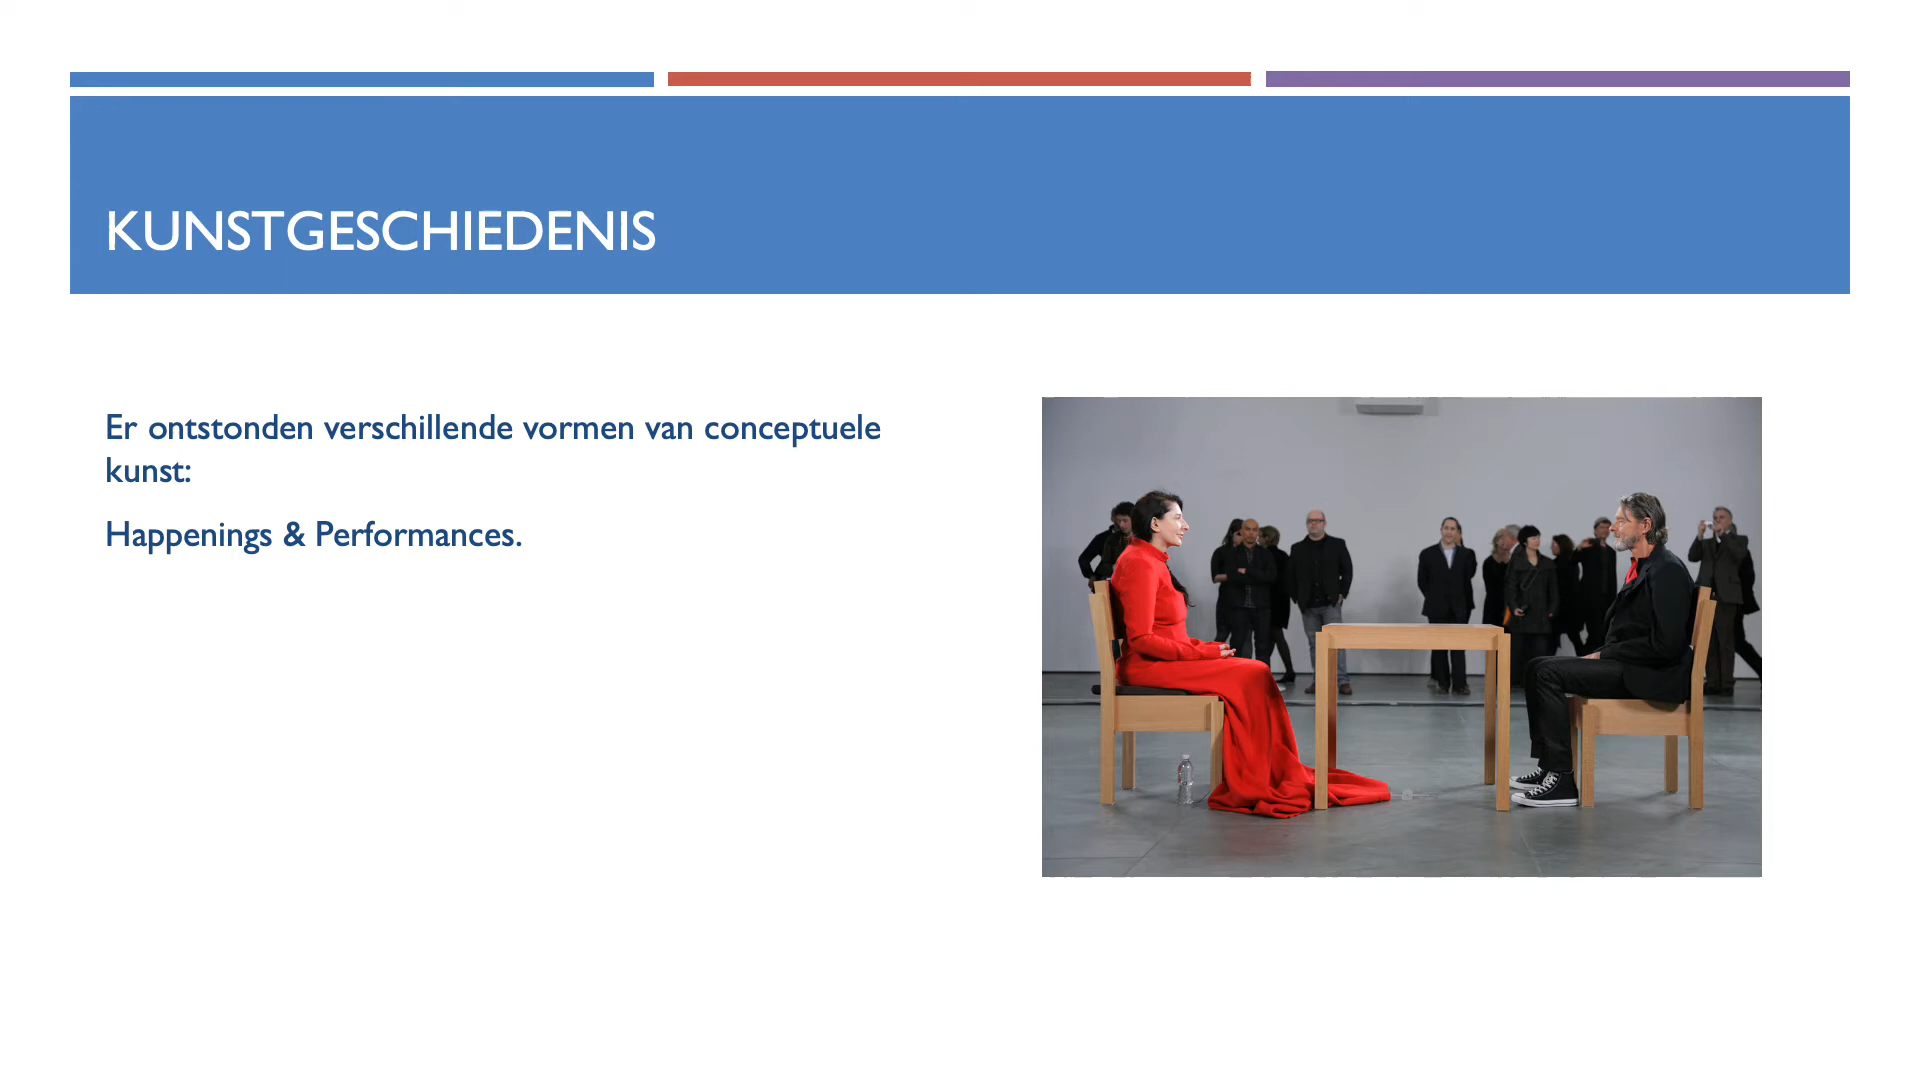 KUNSTGESCHIEDENIS
Er ontstonden verschillende vormen van conceptuele
kunst:
Happenings & Performances.